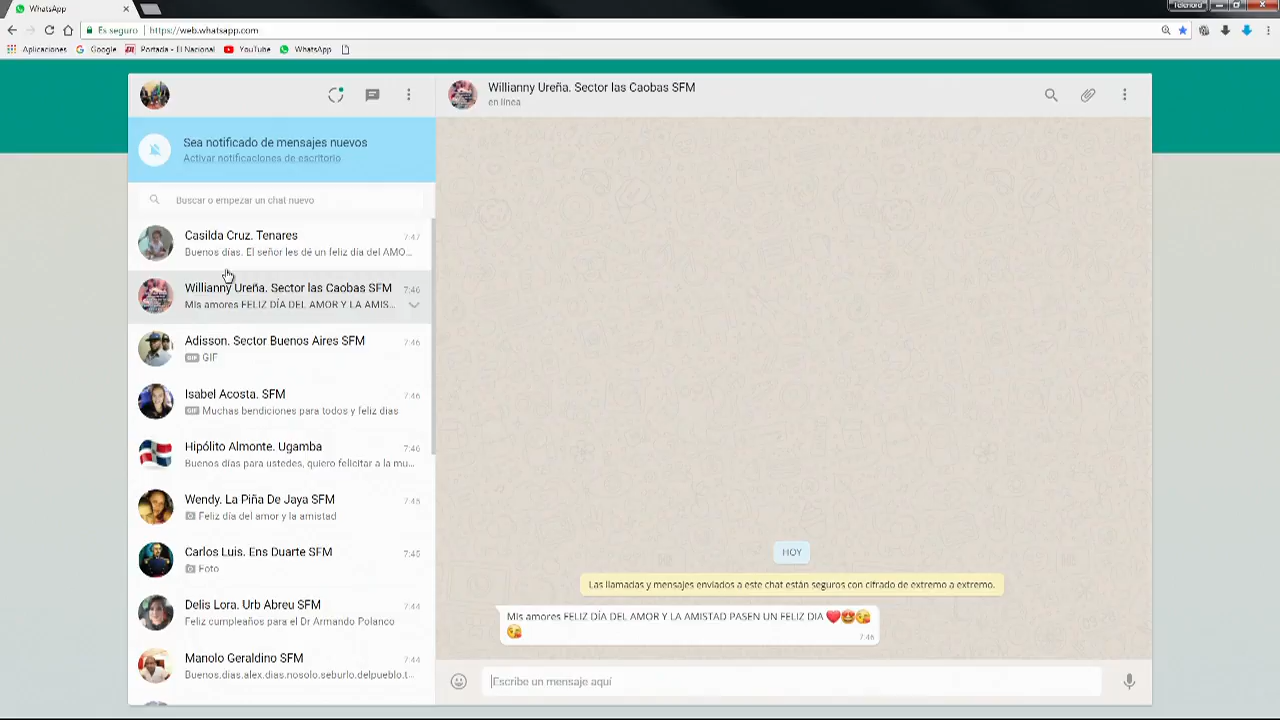 WhatsApp
Telenord
Es seguro
https://web.whatsapp.com
Aplicaciones
Google
Portada - El Nacional
YouTube
WhatsApp
Willianny Ureña. Sector las Caobas SFM
en línea
Sea notificado de mensajes nuevos
Activar notificaciones de escritorio
Buscar o empezar un chat nuevo
Casilda Cruz. Tenares 7:47
Buenos días. El señor les dé un feliz día del AMO...
Willianny Ureña. Sector las Caobas SFM 7:46
Mis amores FELIZ DÍA DEL AMOR Y LA AMIS...
Adisson. Sector Buenos Aires SFM 7:46
GIF GIF
Isabel Acosta. SFM 7:46
GIF Muchas bendiciones para todos y feliz dias
Hipólito Almonte. Ugamba 7:46
Buenos días para ustedes, quiero felicitar a la mu...
Wendy. La Piña De Jaya SFM 7:45
Feliz día del amor y la amistad
Carlos Luis. Ens Duarte SFM 7:45
Foto
Delis Lora. Urb Abreu SFM 7:44
Feliz cumpleaños para el Dr Armando Polanco
Manolo Geraldino SFM 7:44
Buenos.dias.alex.dias.nosolo.seburlo.delpueblo.t...
HOY
Las llamadas y mensajes enviados a este chat están seguros con cifrado de extremo a extremo.
Mis amores FELIZ DÍA DEL AMOR Y LA AMISTAD PASEN UN FELIZ DIA ❤️😍😘
😘 7:46
Escribe un mensaje aquí